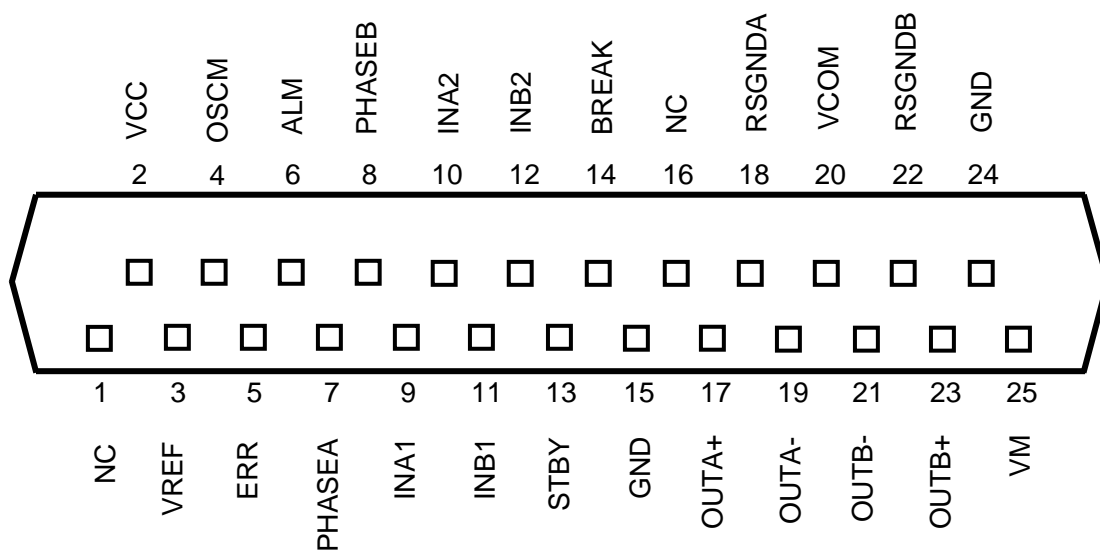 VCC OSCM ALM PHASEB INA2 INB2 BREAK NC RSGNDA VCOM RSGNDB GND
2 4 6 8 10 12 14 16 18 20 22 24
1 3 5 7 9 11 13 15 17 19 21 23 25
NC VREF ERR PHASEA INA1 INB1 STBY GND OUTA+ OUTA- OUTB- OUTB+ VM